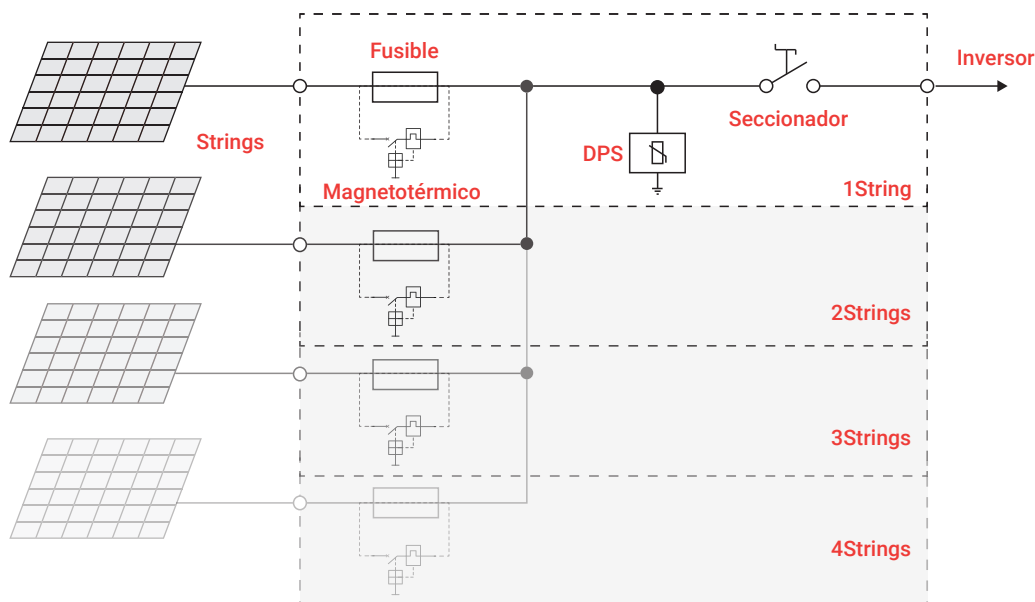 Fusible
Inversor
Strings
Seccionador
DPS
Magnetotérmico
1String
2Strings
3Strings
4Strings